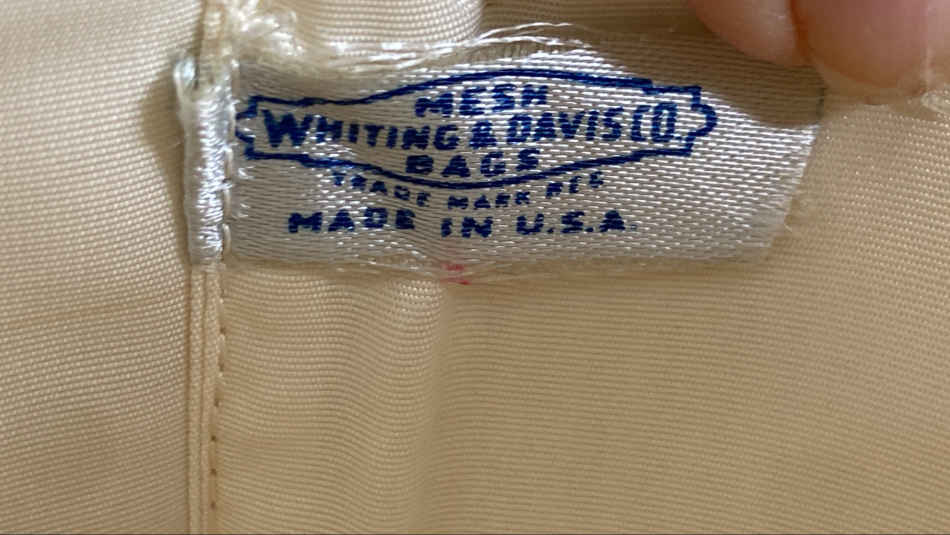 MESH
WHITING & DAVIS CO.
BAGS
TRADE MARK REG
MADE IN U.S.A.